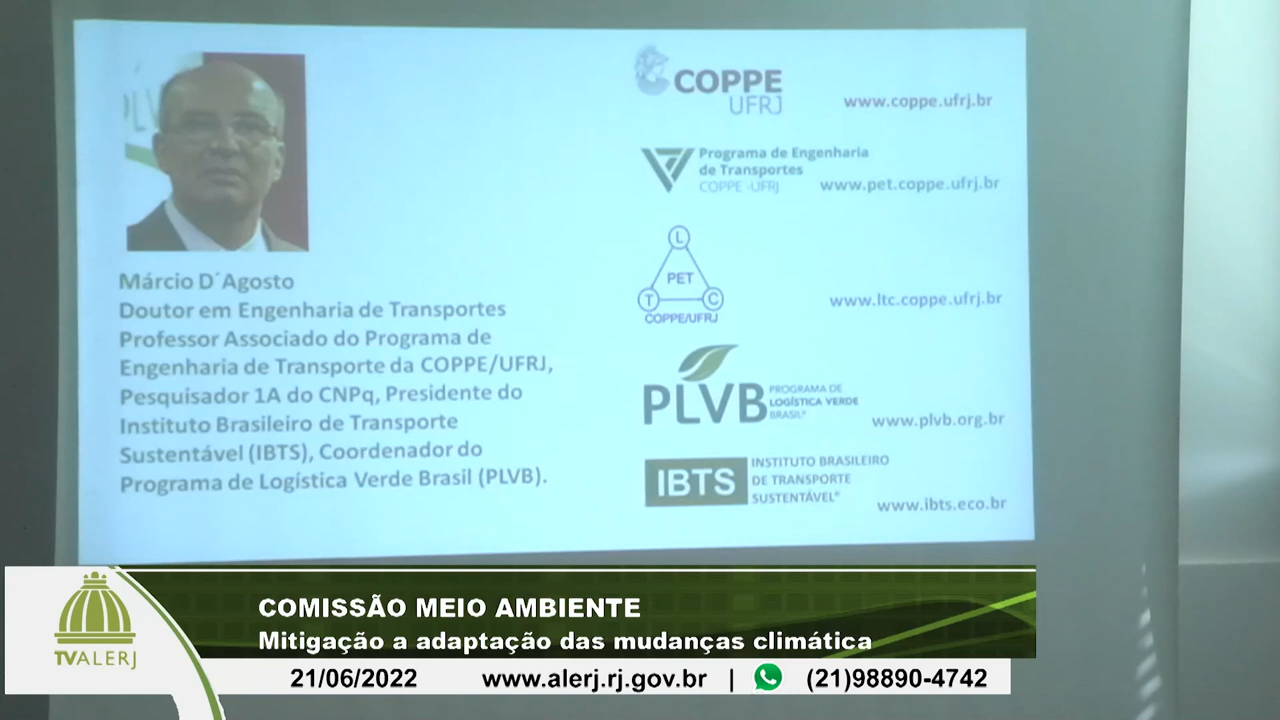 PLV
Márcio D´Agosto
Doutor em Engenharia de Transportes
Professor Associado do Programa de
Engenharia de Transporte da COPPE/UFRJ,
Pesquisador 1A do CNPq, Presidente do
Instituto Brasileiro de Transporte
Sustentável (IBTS), Coordenador do
Programa de Logística Verde Brasil (PLVB).
COPPE
UFRJ
www.coppe.ufrj.br
Programa de Engenharia
de Transportes
COPPE -UFRJ
www.pet.coppe.ufrj.br
L
PET
T C
COPPE/UFRJ
www.ltc.coppe.ufrj.br
PLVB
PROGRAMA DE
LOGÍSTICA VERDE
BRASIL®
www.plvb.org.br
IBTS
INSTITUTO BRASILEIRO
DE TRANSPORTE
SUSTENTÁVEL®
www.ibts.eco.br
COMISSÃO MEIO AMBIENTE
Mitigação a adaptação das mudanças climática
TVALERJ
21/06/2022 www.alerj.rj.gov.br | (21)98890-4742